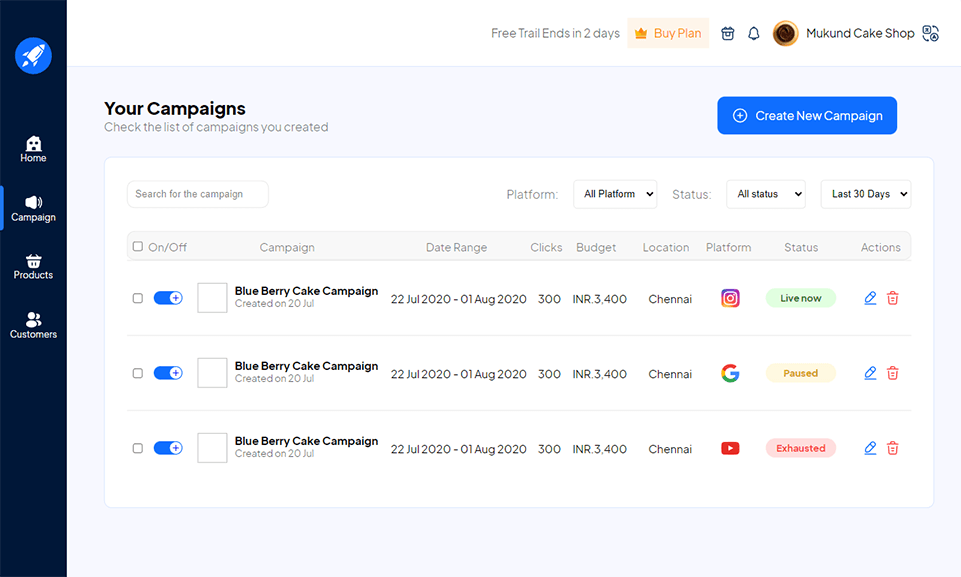 Free Trail Ends in 2 days Buy Plan Mukund Cake Shop
Your Campaigns
Check the list of campaigns you created
Create New Campaign
Home
Campaign
Products
Customers
Search for the campaign Platform: All Platform Status: All status Last 30 Days
On/Off Campaign Date Range Clicks Budget Location Platform Status Actions
Blue Berry Cake Campaign
Created on 20 Jul
22 Jul 2020 - 01 Aug 2020 300 INR.3,400 Chennai Live now
Blue Berry Cake Campaign
Created on 20 Jul
22 Jul 2020 - 01 Aug 2020 300 INR.3,400 Chennai Paused
Blue Berry Cake Campaign
Created on 20 Jul
22 Jul 2020 - 01 Aug 2020 300 INR.3,400 Chennai Exhausted